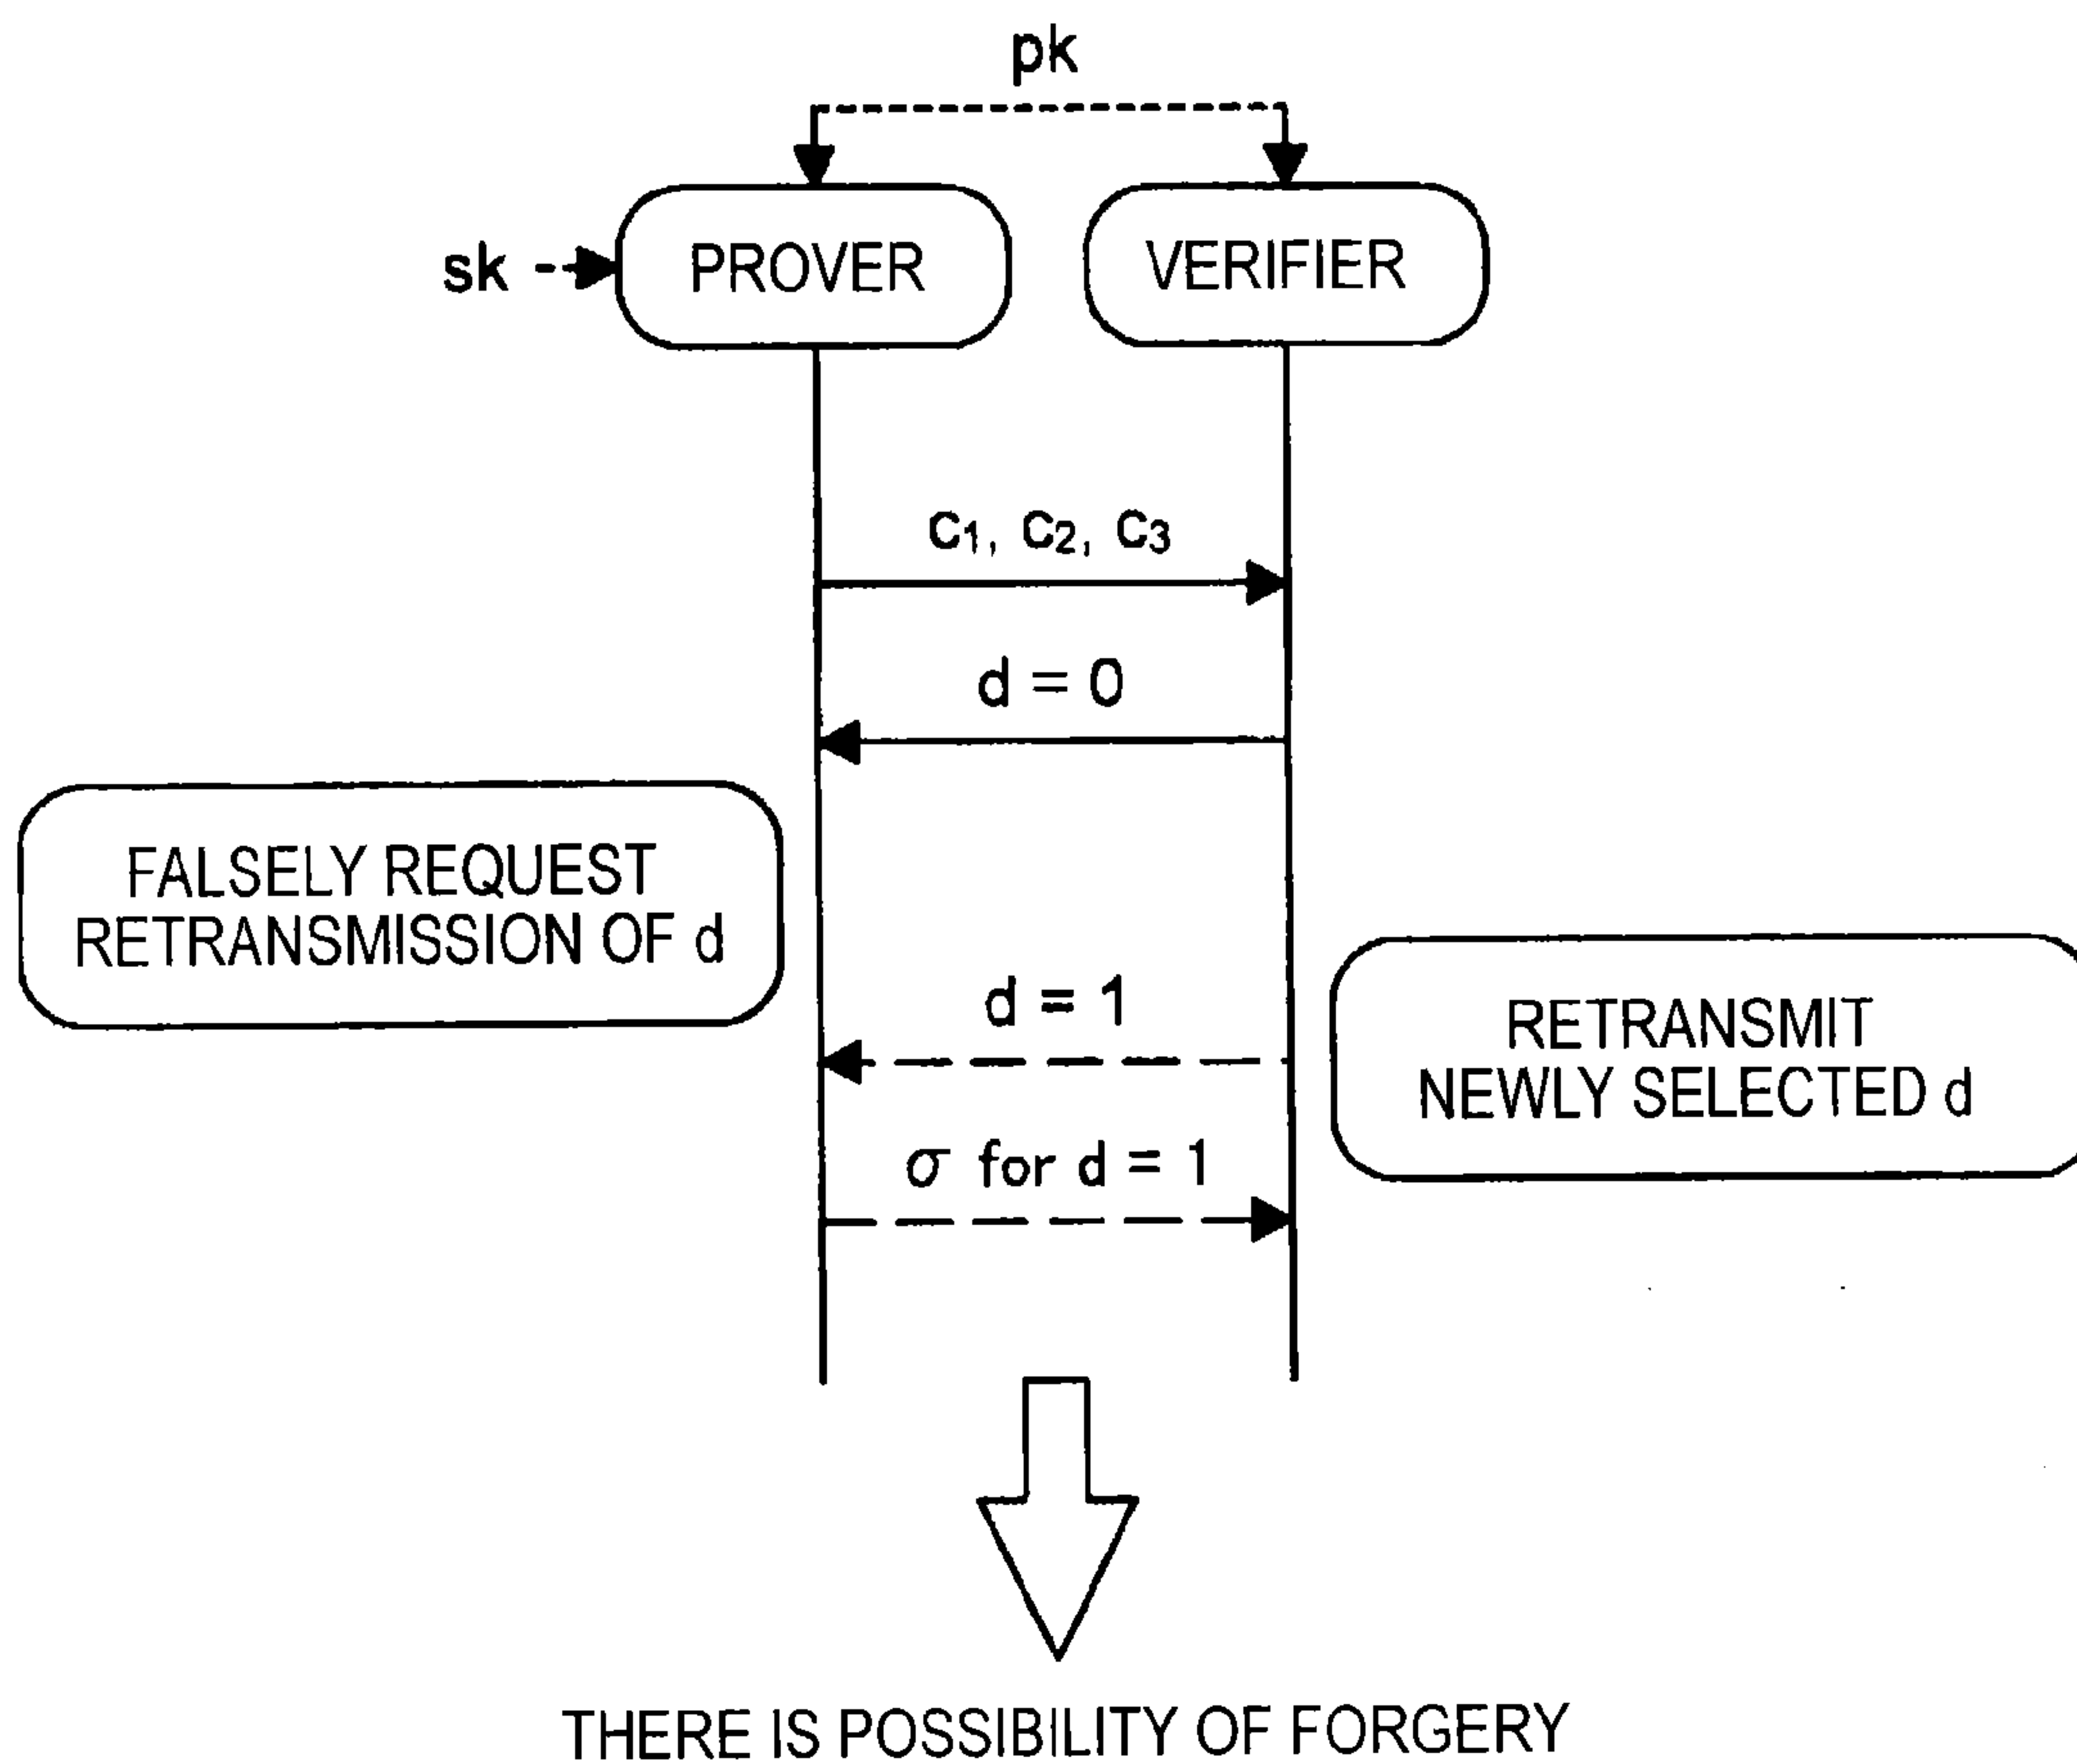 pk
sk
PROVER
VERIFIER
c₁, c₂, c₃
d = 0
FALSELY REQUEST
RETRANSMISSION OF d
d = 1
RETRANSMIT
NEWLY SELECTED d
σ for d = 1
THERE IS POSSIBILITY OF FORGERY